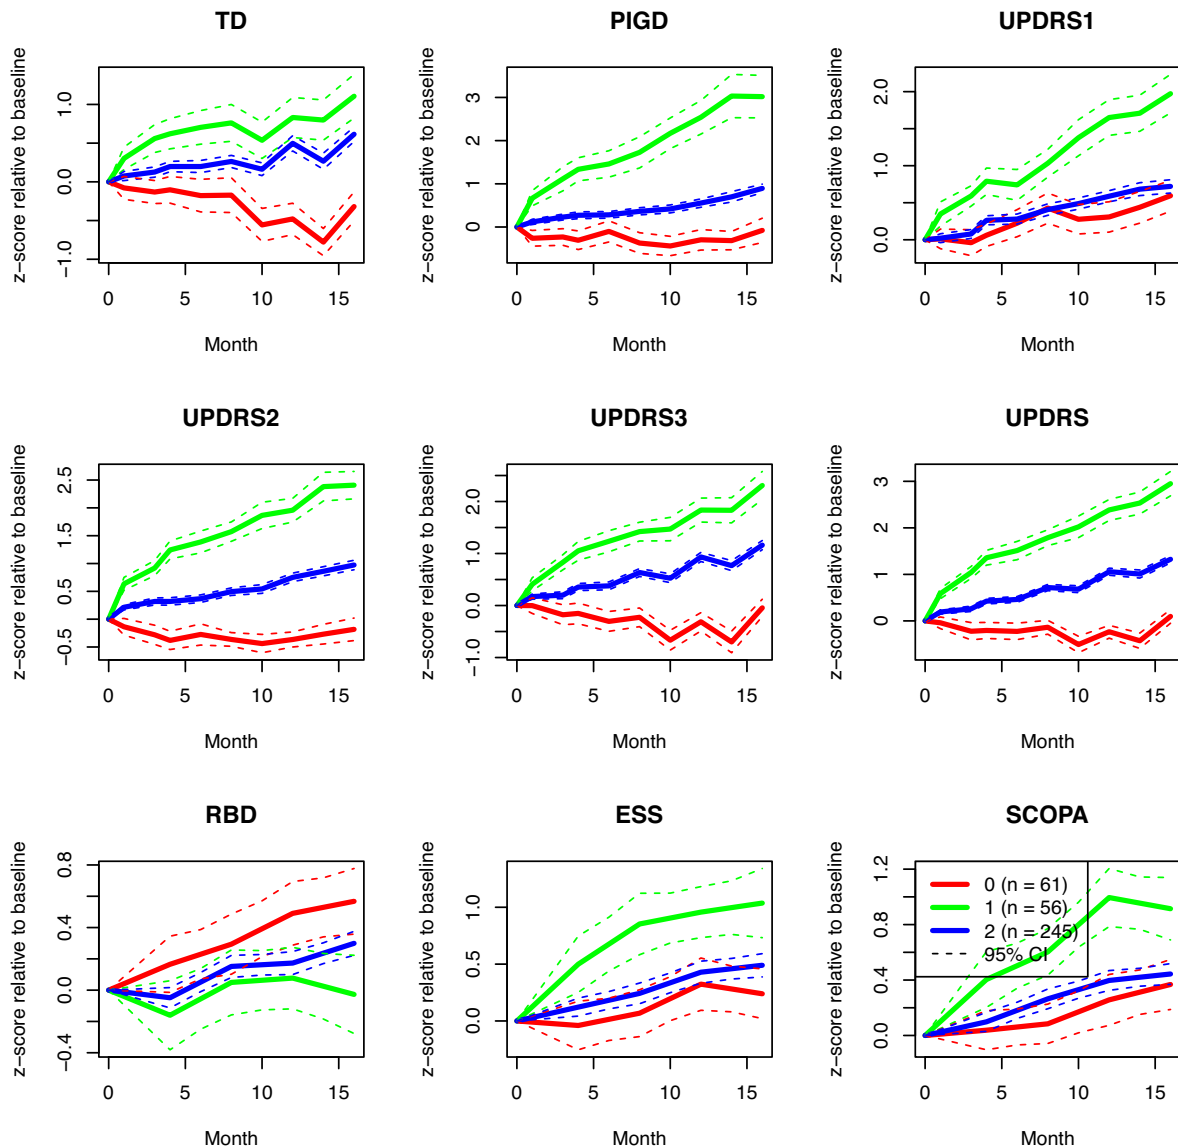 TD
z−score relative to baseline
−1.0 0.0 1.0
0 5 10 15
Month
PIGD
z−score relative to baseline
0 1 2 3
0 5 10 15
Month
UPDRS1
z−score relative to baseline
0.0 1.0 2.0
0 5 10 15
Month
UPDRS2
z−score relative to baseline
−0.5 0.5 1.5 2.5
0 5 10 15
Month
UPDRS3
z−score relative to baseline
−1.0 0.0 1.0 2.0
0 5 10 15
Month
UPDRS
z−score relative to baseline
0 1 2 3
0 5 10 15
Month
RBD
z−score relative to baseline
−0.4 0.0 0.4 0.8
0 5 10 15
Month
ESS
z−score relative to baseline
0.0 0.5 1.0
0 5 10 15
Month
SCOPA
z−score relative to baseline
0.0 0.4 0.8 1.2
0 (n = 61)
1 (n = 56)
2 (n = 245)
95% CI
0 5 10 15
Month